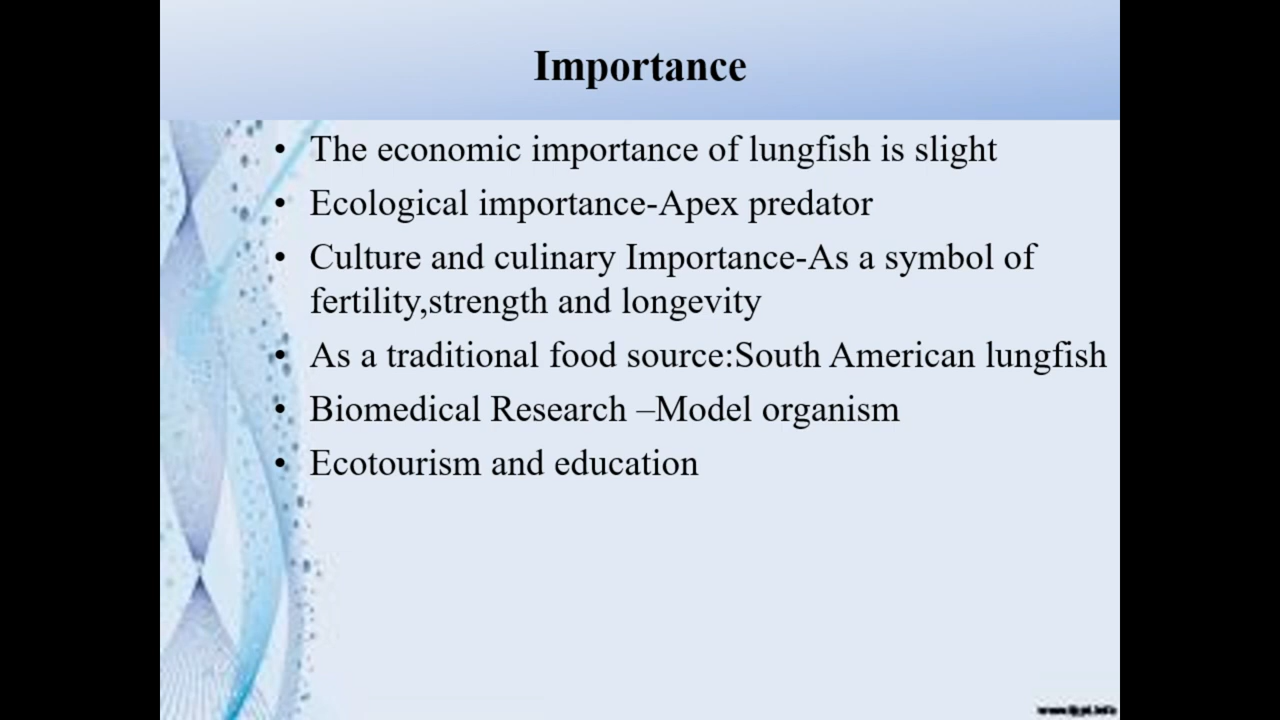 Importance
• The economic importance of lungfish is slight
• Ecological importance-Apex predator
• Culture and culinary Importance-As a symbol of
fertility,strength and longevity
• As a traditional food source:South American lungfish
• Biomedical Research –Model organism
• Ecotourism and education